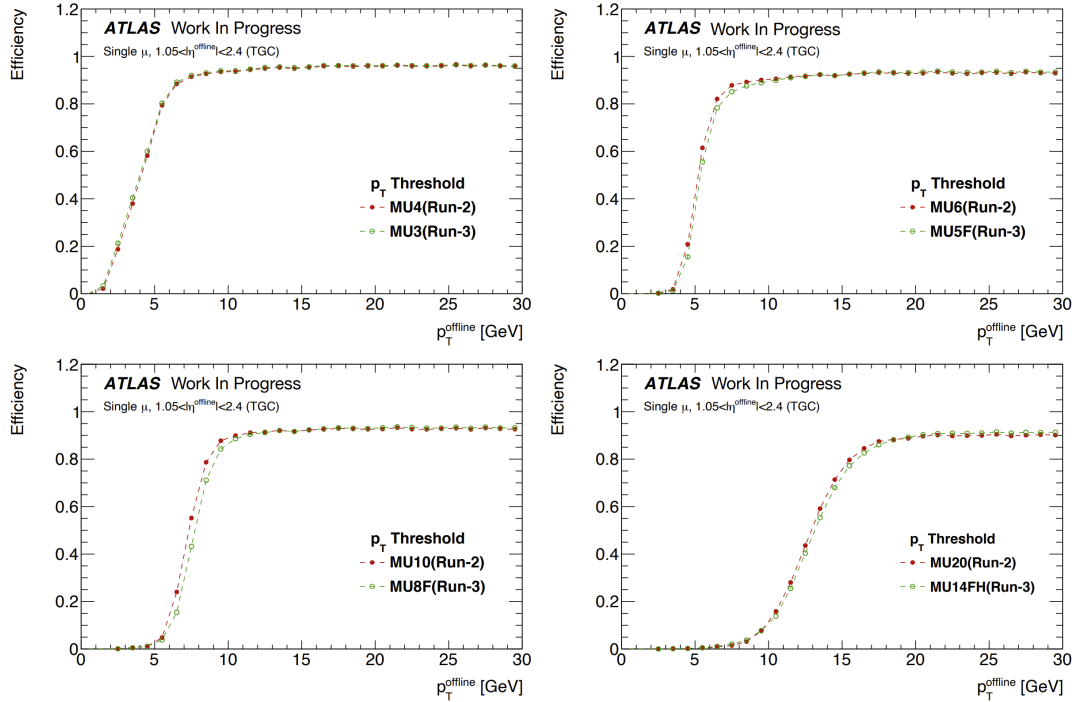 Efficiency
1.2
1
0.8
0.6
0.4
0.2
0
ATLAS Work In Progress
Single μ, 1.05<|η^offline|<2.4 (TGC)
p_T Threshold
MU4(Run-2)
MU3(Run-3)
0 5 10 15 20 25 30
p_T^offline [GeV]
Efficiency
1.2
1
0.8
0.6
0.4
0.2
0
ATLAS Work In Progress
Single μ, 1.05<|η^offline|<2.4 (TGC)
p_T Threshold
MU6(Run-2)
MU5F(Run-3)
0 5 10 15 20 25 30
p_T^offline [GeV]
Efficiency
1.2
1
0.8
0.6
0.4
0.2
0
ATLAS Work In Progress
Single μ, 1.05<|η^offline|<2.4 (TGC)
p_T Threshold
MU10(Run-2)
MU8F(Run-3)
0 5 10 15 20 25 30
p_T^offline [GeV]
Efficiency
1.2
1
0.8
0.6
0.4
0.2
0
ATLAS Work In Progress
Single μ, 1.05<|η^offline|<2.4 (TGC)
p_T Threshold
MU20(Run-2)
MU14FH(Run-3)
0 5 10 15 20 25 30
p_T^offline [GeV]